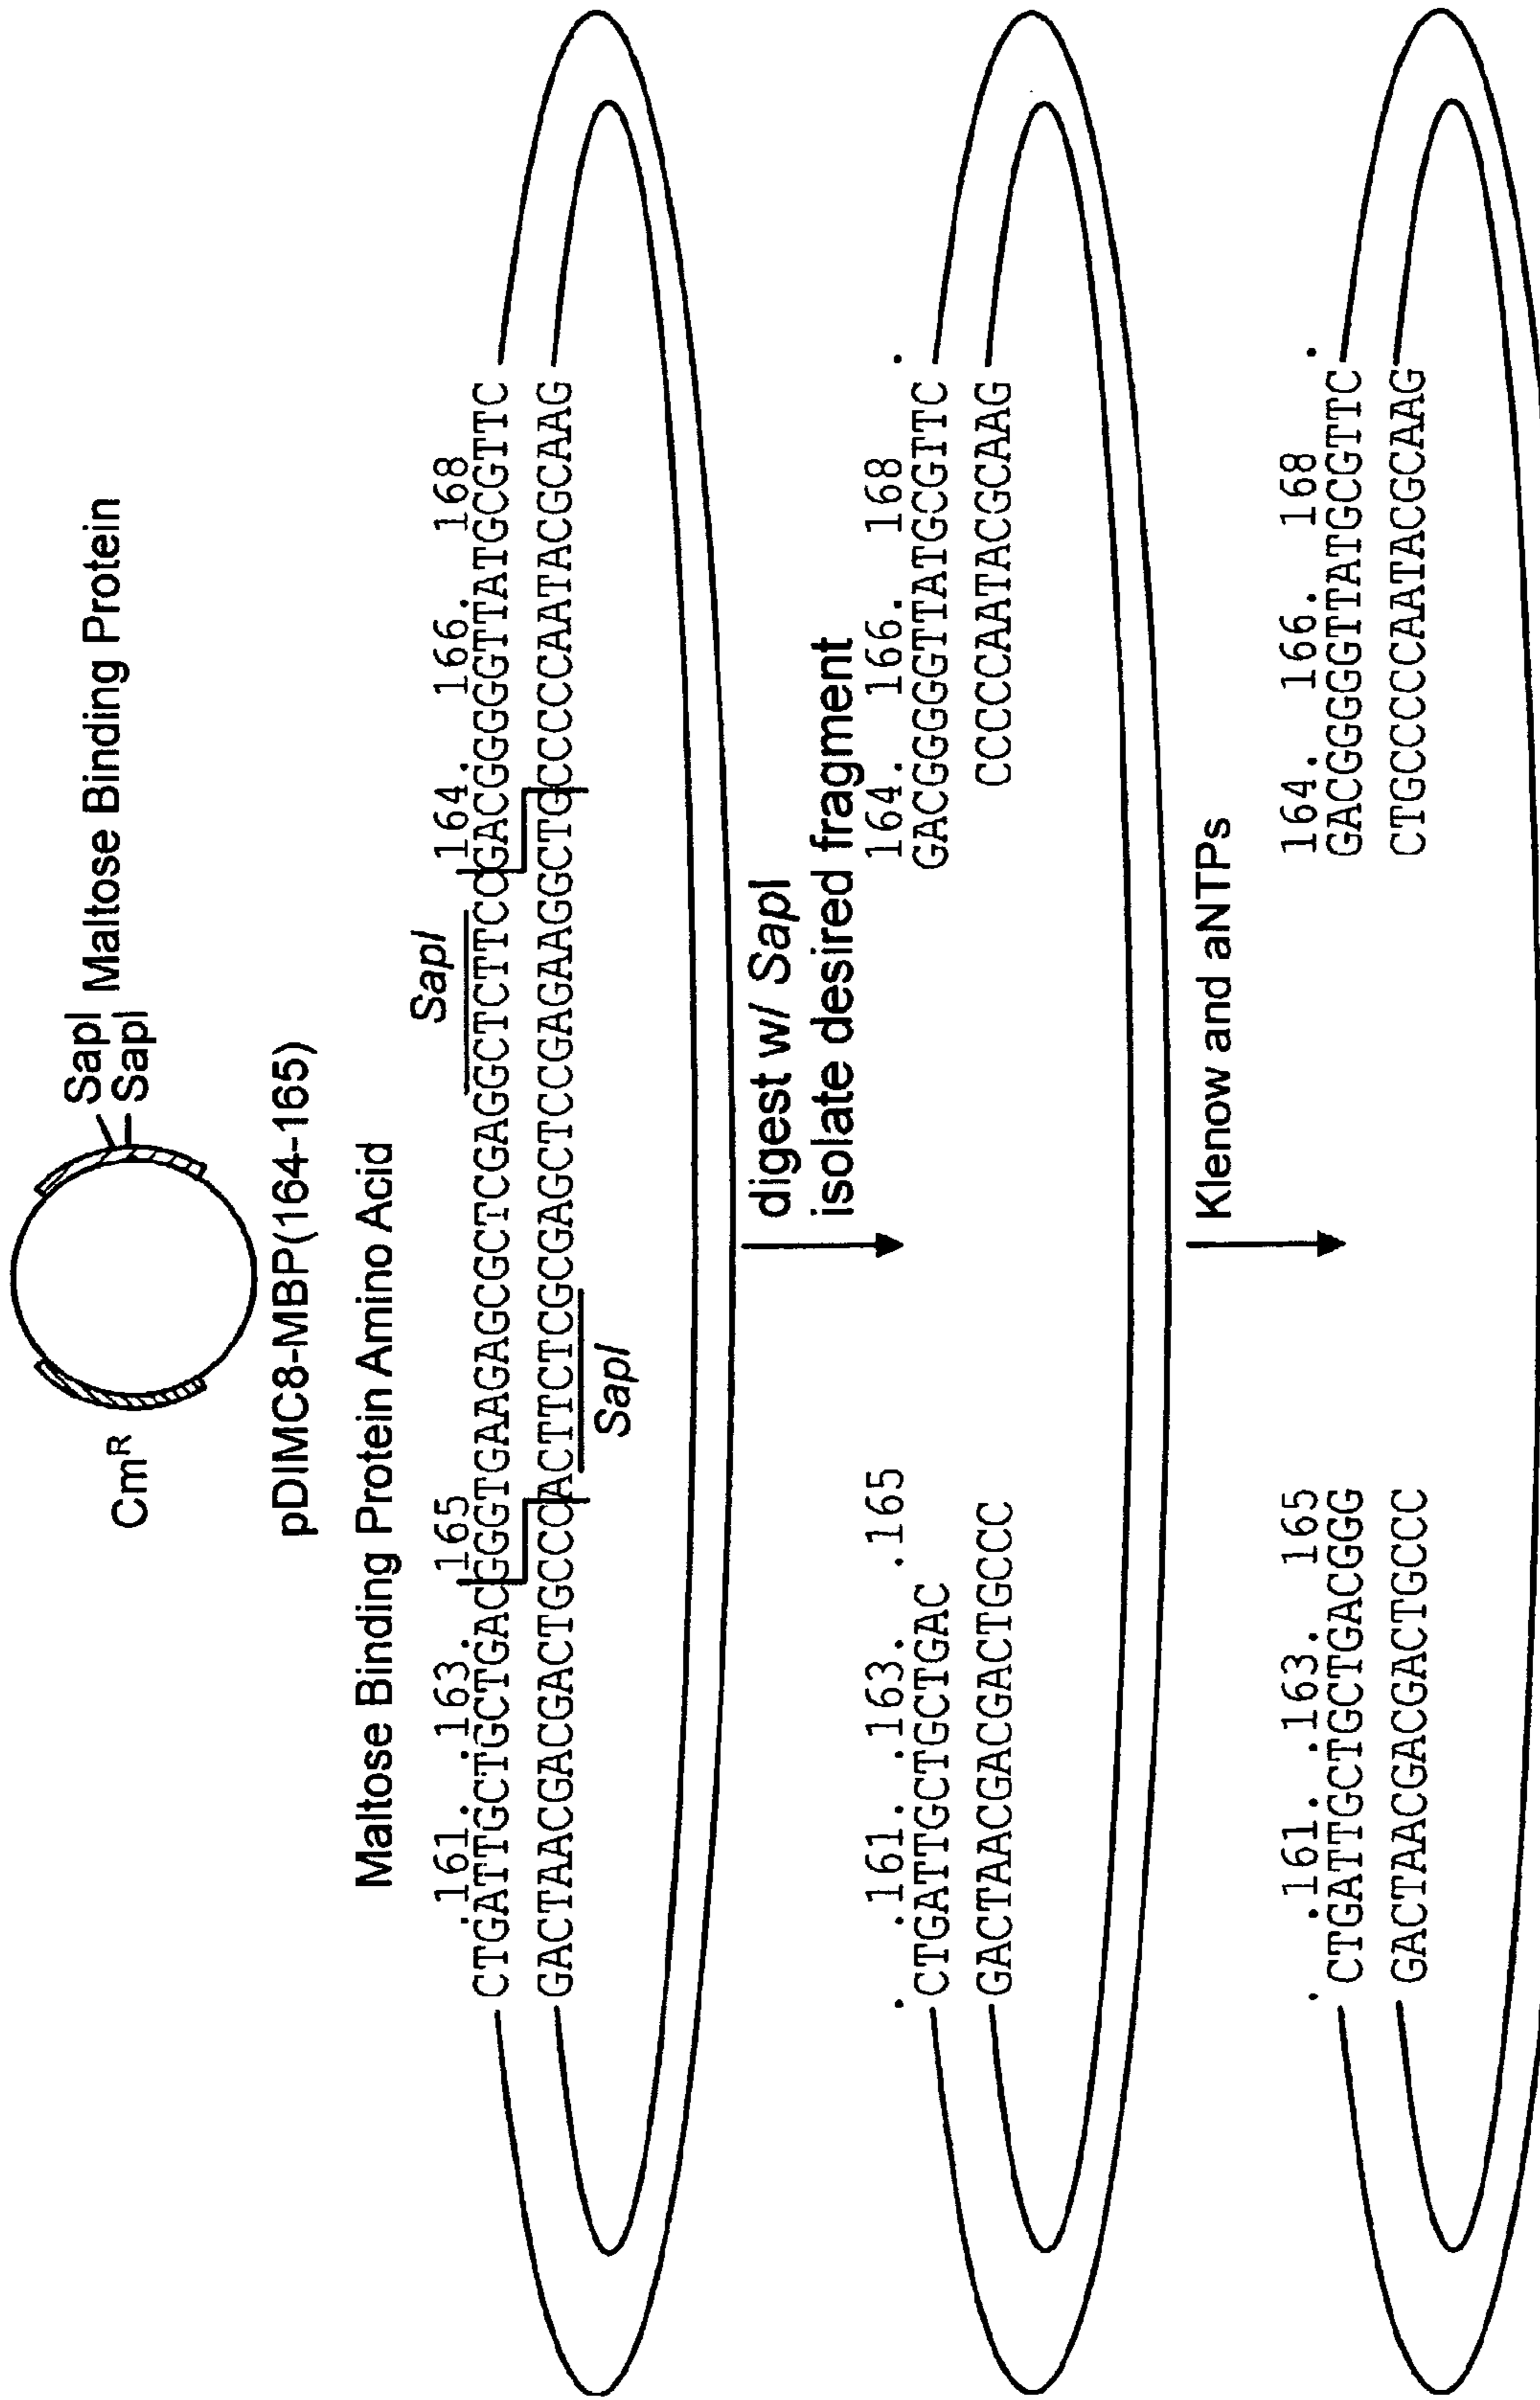 SapI
SapI Maltose Binding Protein
Cm^R
pDIMC8-MBP(164-165)
Maltose Binding Protein Amino Acid
.161..163. 165 164. 166. 168
SapI
CTGATTGCTGCTGACGGGTGAAGAGCGCTCGAGGCTCTTCCGACGGGGGTTATGCGTTC
GACTAACGACGACTGCCCACTTCTCGCGAGCTCCGAGAAGGCTGCCCCCAATACGCAAG
SapI
digest w/ SapI
isolate desired fragment
. .161..163. .165 164. 166. 168 .
CTGATTGCTGCTGAC GACGGGGGTTATGCGTTC
GACTAACGACGACTGCCC CCCCCAATACGCAAG
Klenow and aNTPs
. .161..163. 165 164. 166. 168 .
CTGATTGCTGCTGACGGG GACGGGGGTTATGCGTTC
GACTAACGACGACTGCCC CTGCCCCCAATACGCAAG